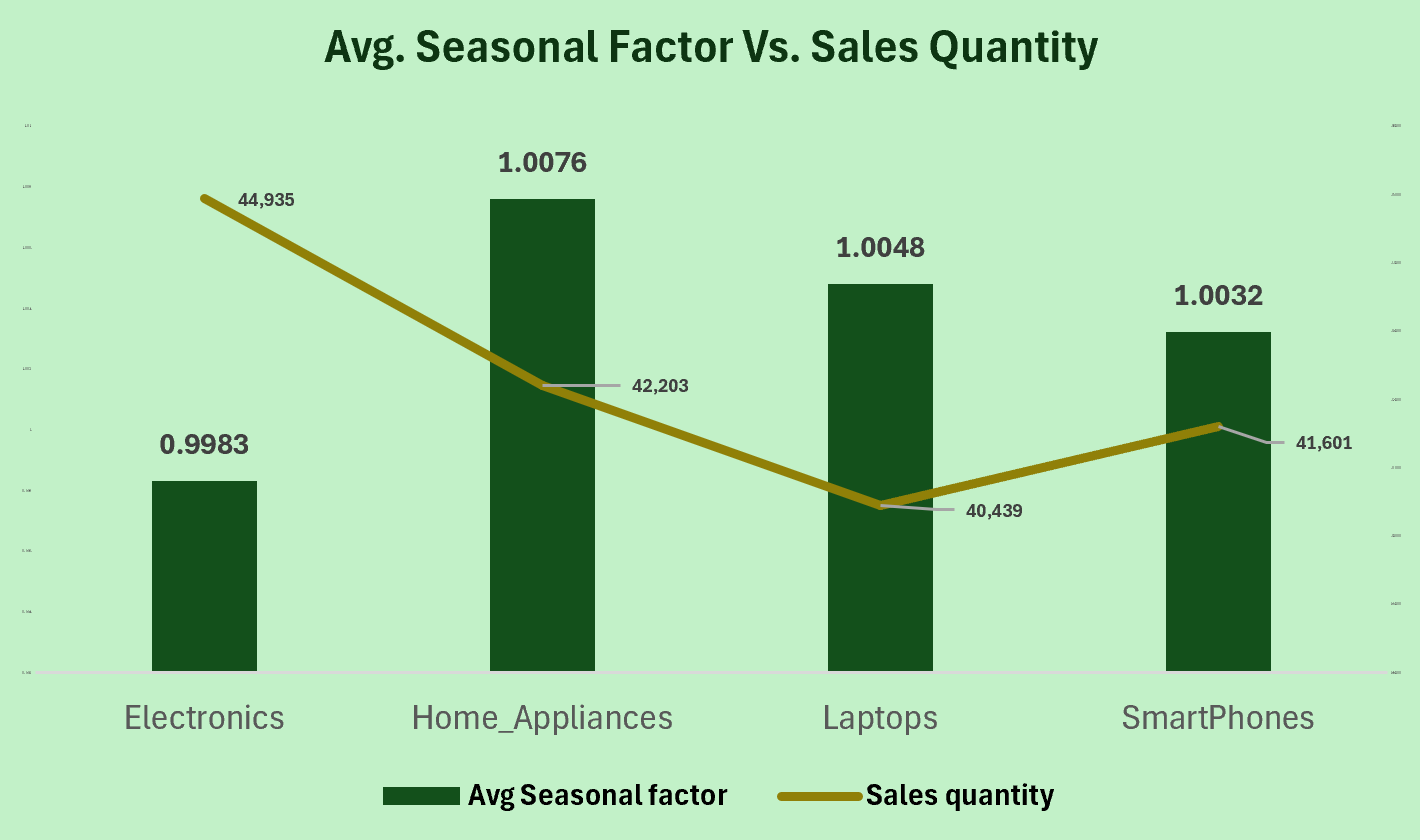 Avg. Seasonal Factor Vs. Sales Quantity
1.0076
44,935
1.0048
1.0032
42,203
0.9983
41,601
40,439
Electronics
Home_Appliances
Laptops
SmartPhones
Avg Seasonal factor
Sales quantity